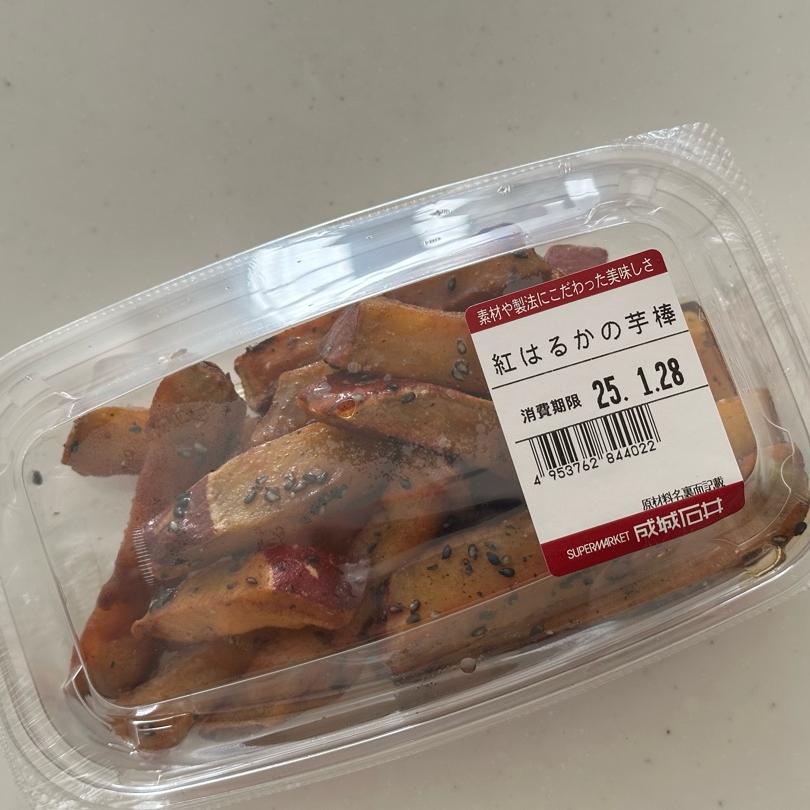 素材や製法にこだわった美味しさ
紅はるかの芋棒
消費期限 25. 1.28
4 953762 844022
原材料名裏面記載
SUPERMARKET 成城石井